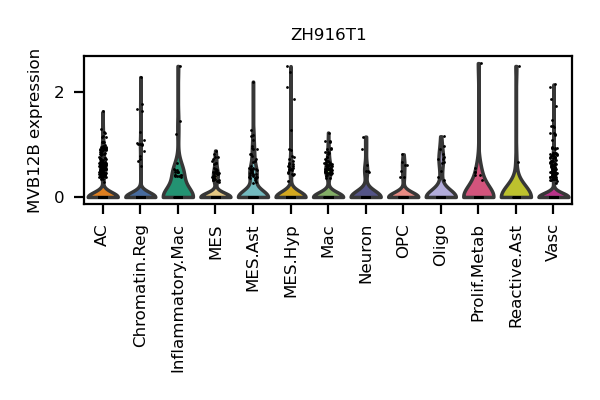 ZH916T1
MVB12B expression
2
0
AC
Chromatin.Reg
Inflammatory.Mac
MES
MES.Ast
MES.Hyp
Mac
Neuron
OPC
Oligo
Prolif.Metab
Reactive.Ast
Vasc